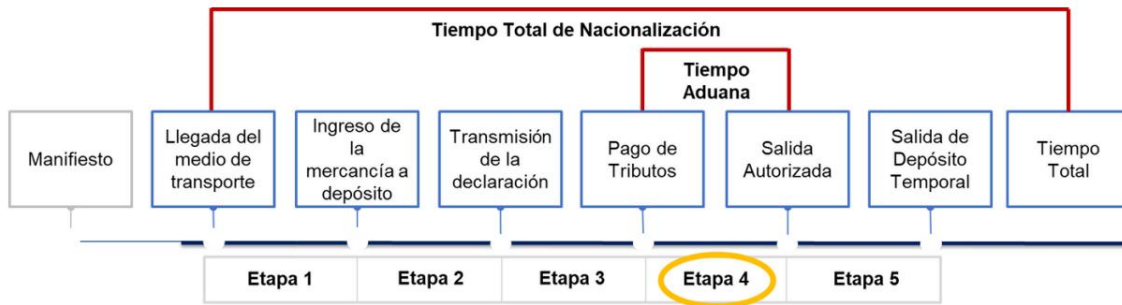 Tiempo Total de Nacionalización
Tiempo
Aduana
Manifiesto
Llegada del
medio de
transporte
Ingreso de
la
mercancía a
depósito
Transmisión
de la
declaración
Pago de
Tributos
Salida
Autorizada
Salida de
Depósito
Temporal
Tiempo
Total
Etapa 1
Etapa 2
Etapa 3
Etapa 4
Etapa 5